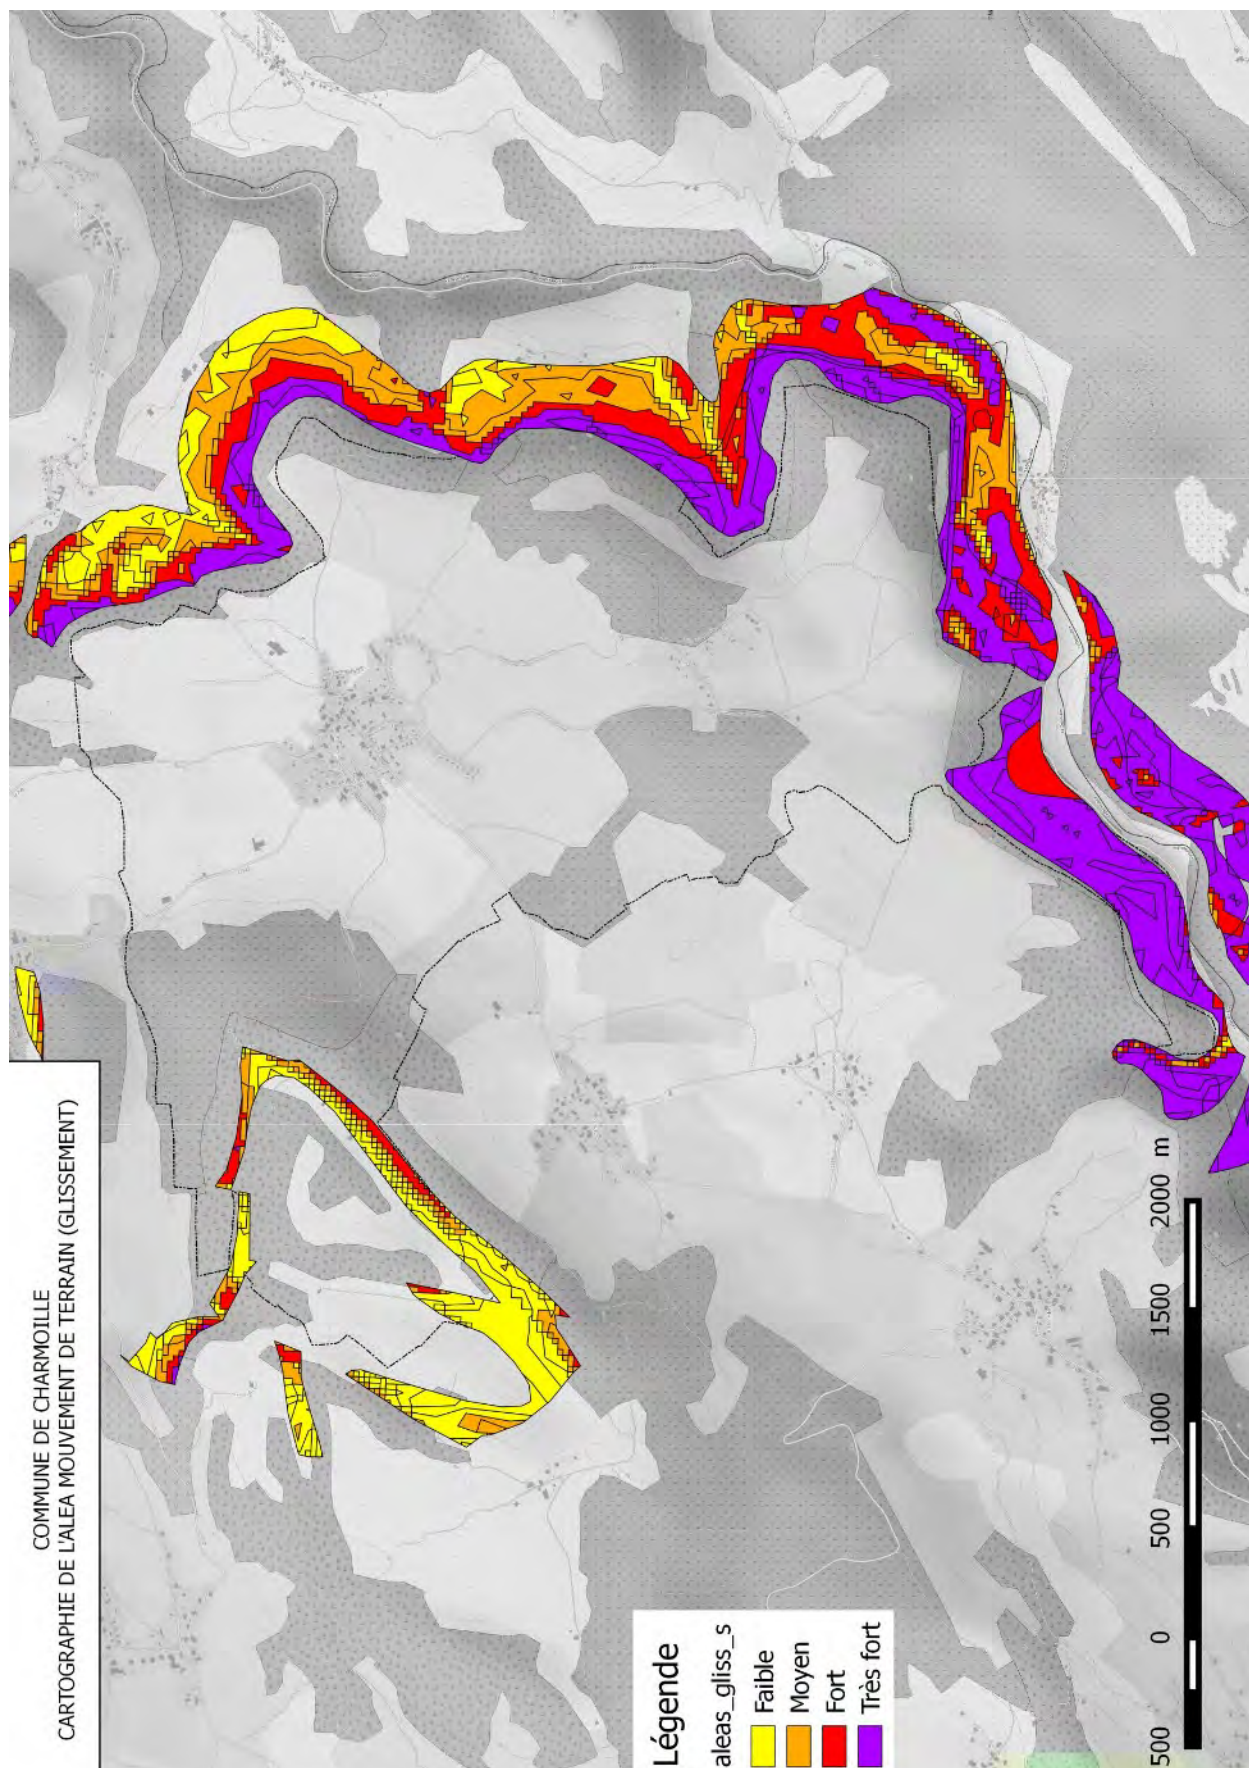 COMMUNE DE CHARMOILLE
CARTOGRAPHIE DE L'ALEA MOUVEMENT DE TERRAIN (GLISSEMENT)
Légende
aleas_gliss_s
Faible
Moyen
Fort
Très fort
500 0 500 1000 1500 2000 m